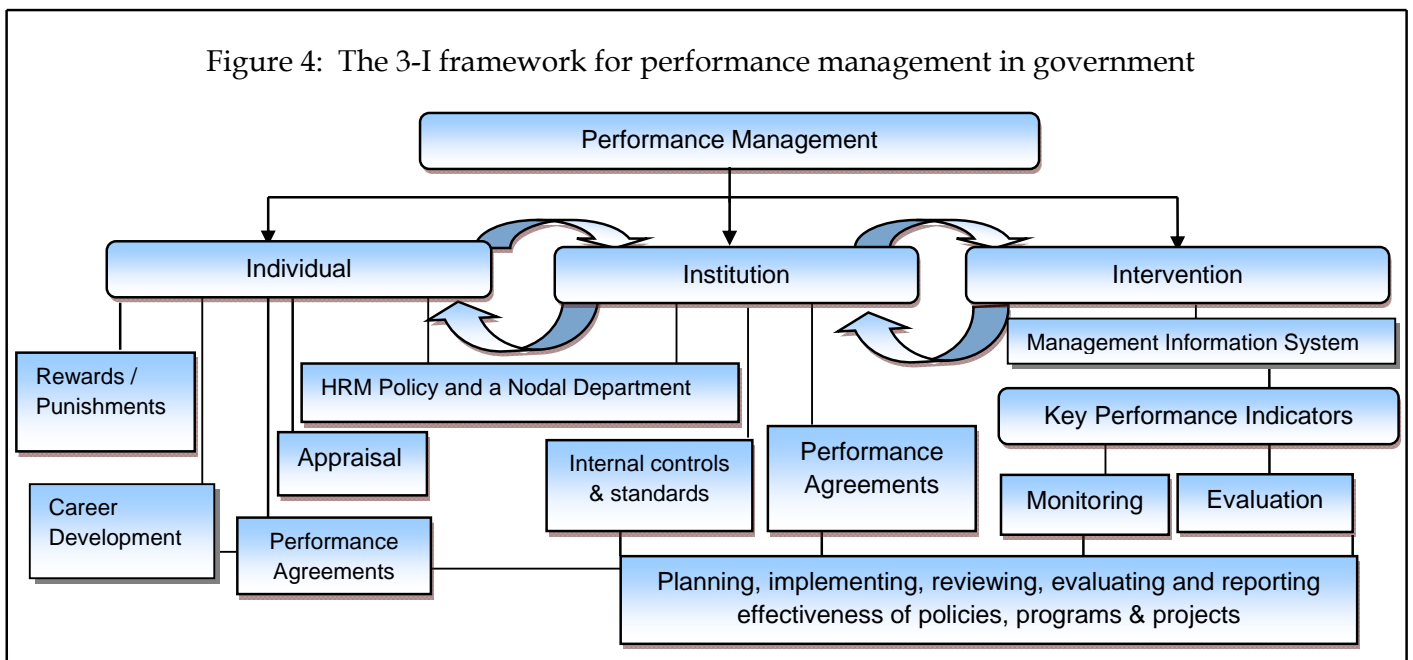 Figure 4: The 3-I framework for performance management in government
Performance Management
Individual
Institution
Intervention
Management Information System
Rewards /
Punishments
HRM Policy and a Nodal Department
Key Performance Indicators
Appraisal
Internal controls
& standards
Performance
Agreements
Monitoring
Evaluation
Career
Development
Performance
Agreements
Planning, implementing, reviewing, evaluating and reporting
effectiveness of policies, programs & projects